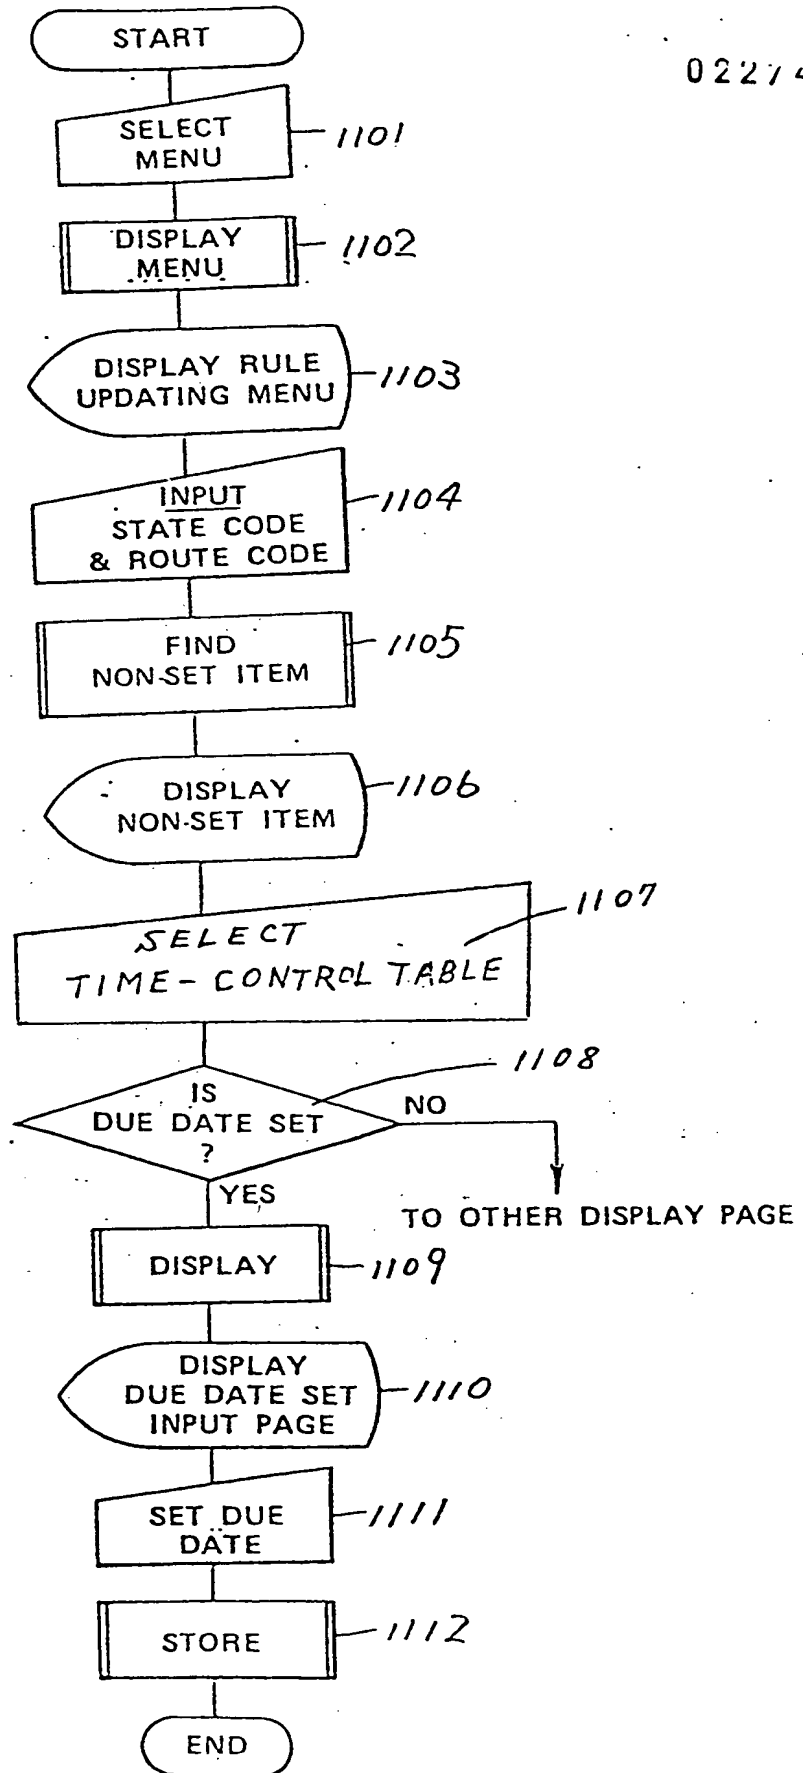 START
SELECT
MENU
1101
DISPLAY
MENU
1102
DISPLAY RULE
UPDATING MENU
1103
INPUT
STATE CODE
& ROUTE CODE
1104
FIND
NON-SET ITEM
1105
DISPLAY
NON-SET ITEM
1106
SELECT
TIME-CONTROL TABLE
1107
IS
DUE DATE SET
?
1108
NO
TO OTHER DISPLAY PAGE
YES
DISPLAY
1109
DISPLAY
DUE DATE SET
INPUT PAGE
1110
SET DUE
DATE
1111
STORE
1112
END